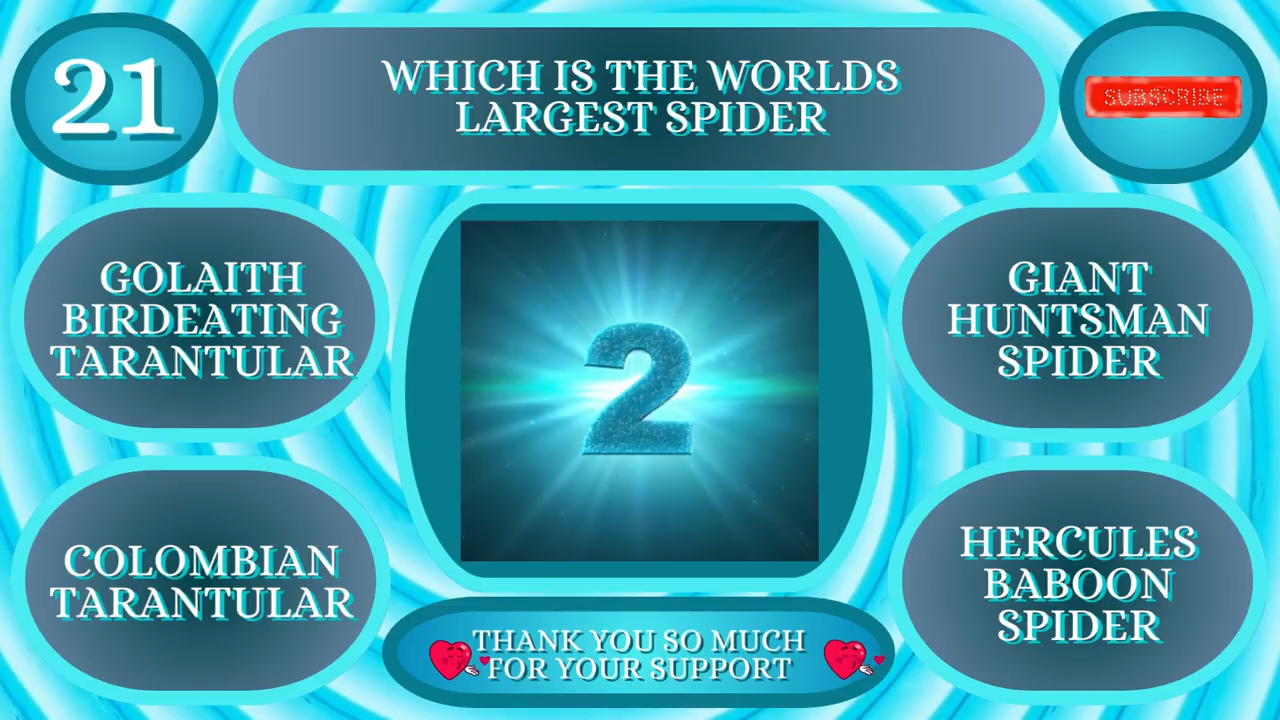 21
WHICH IS THE WORLDS
LARGEST SPIDER
SUBSCRIBE
GOLAITH
BIRDEATING
TARANTULAR
2
GIANT
HUNTSMAN
SPIDER
COLOMBIAN
TARANTULAR
HERCULES
BABOON
SPIDER
THANK YOU SO MUCH
FOR YOUR SUPPORT